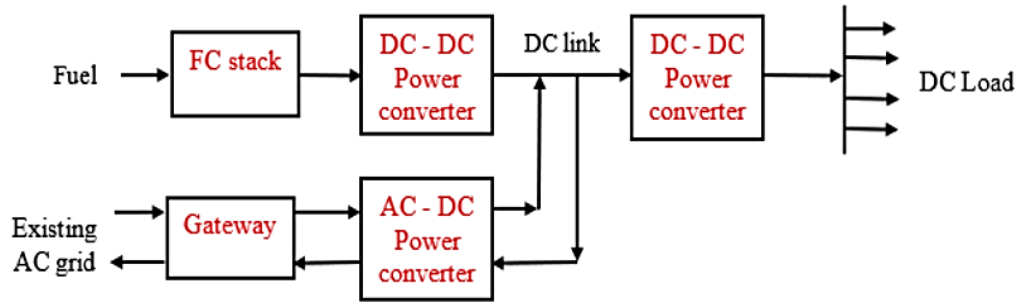 Fuel
FC stack
DC - DC
Power
converter
DC link
DC - DC
Power
converter
DC Load
Existing
AC grid
Gateway
AC - DC
Power
converter